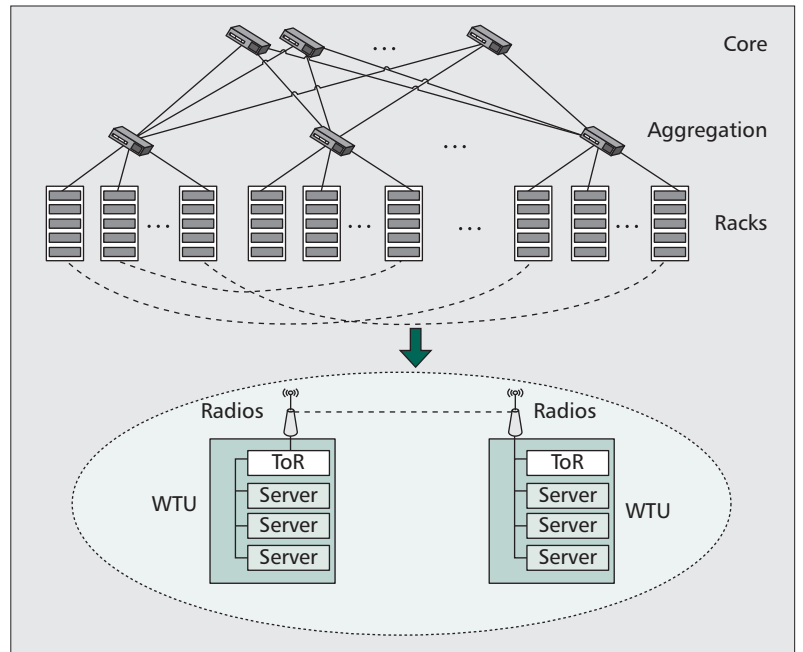 Core
...
Aggregation
...
... ... ... ...
Racks
Radios Radios
ToR ToR
WTU Server Server WTU
Server Server
Server Server